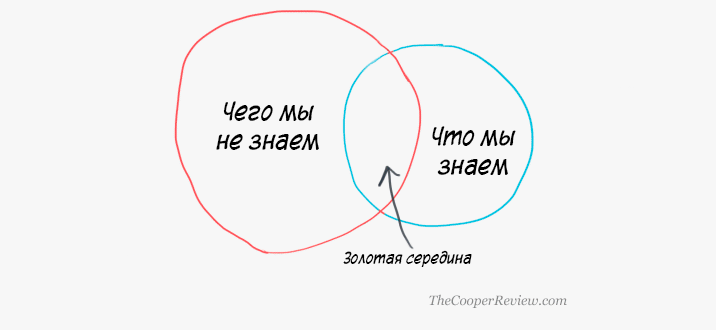 Чего мы
не знаем
Что мы
знаем
Золотая середина
TheCooperReview.com